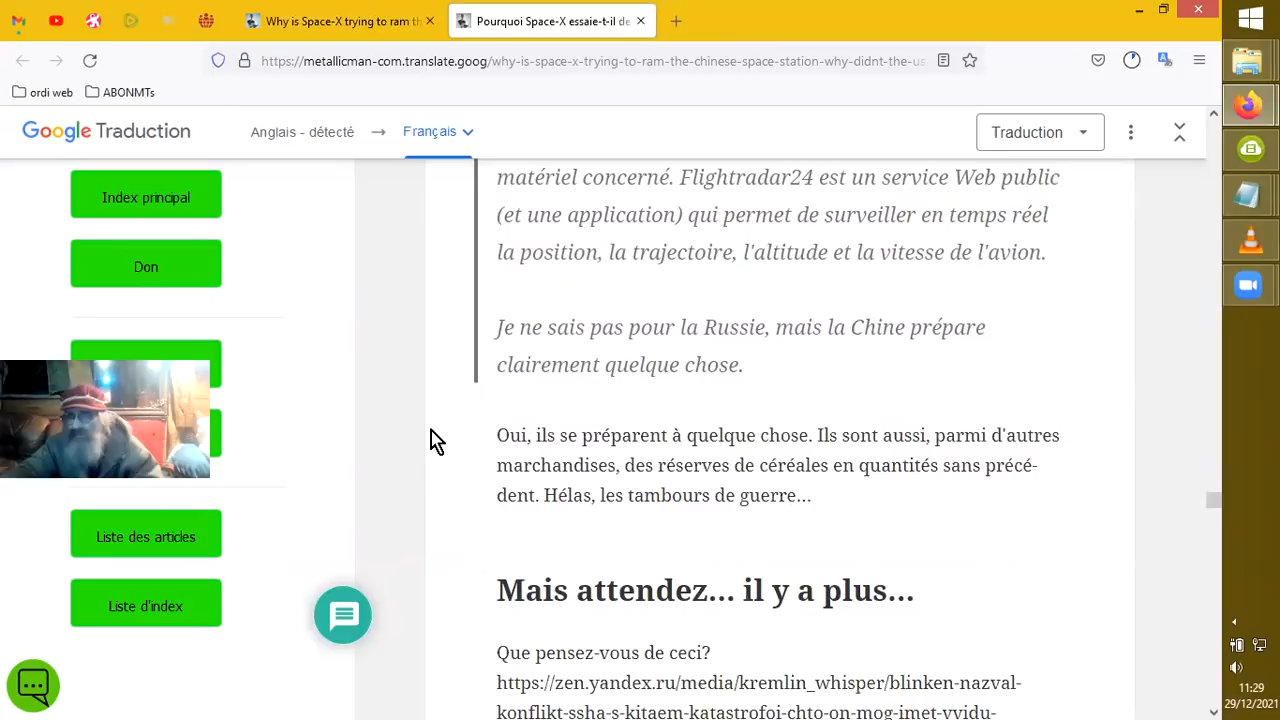 Why is Space-X trying to ram th
Pourquoi Space-X essaie-t-il de
https://metallicman-com.translate.goog/why-is-space-x-trying-to-ram-the-chinese-space-station-why-didnt-the-us
ordi web
ABONMTs
Google Traduction
Anglais - détecté
Français
Traduction
Index principal
Don
Liste des articles
Liste d'index
matériel concerné. Flightradar24 est un service Web public
(et une application) qui permet de surveiller en temps réel
la position, la trajectoire, l'altitude et la vitesse de l'avion.
Je ne sais pas pour la Russie, mais la Chine prépare
clairement quelque chose.
Oui, ils se préparent à quelque chose. Ils sont aussi, parmi d'autres
marchandises, des réserves de céréales en quantités sans précé-
dent. Hélas, les tambours de guerre…
Mais attendez… il y a plus…
Que pensez-vous de ceci?
https://zen.yandex.ru/media/kremlin_whisper/blinken-nazval-
konflikt-ssha-s-kitaem-katastrofoi-chto-on-mog-imet-vvidu-
11:29
29/12/2021